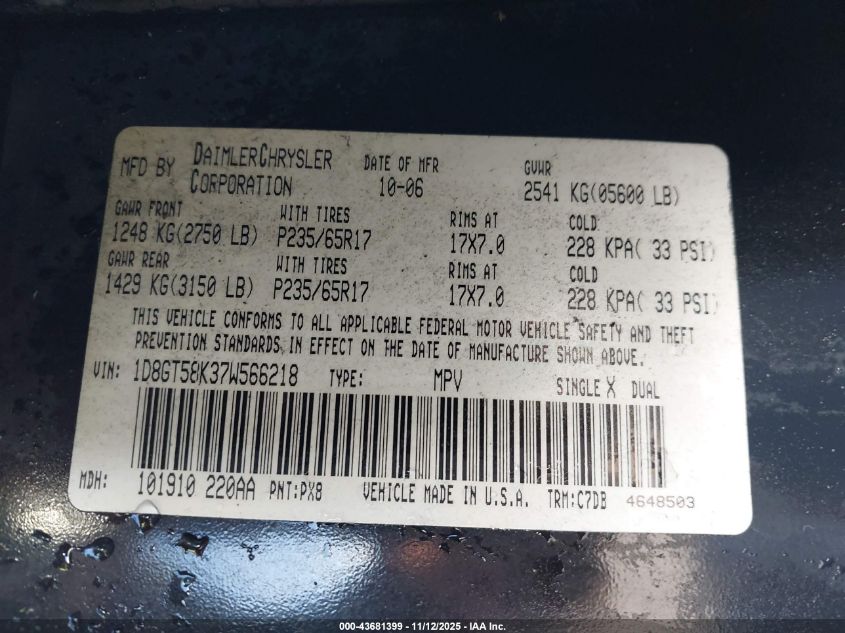 MFD BY DAIMLERCHRYSLER CORPORATION DATE OF MFR 10-06 GVWR 2541 KG(05600 LB)
GAWR FRONT WITH TIRES RIMS AT COLD:
1248 KG(2750 LB) P235/65R17 17X7.0 228 KPA( 33 PSI)
GAWR REAR WITH TIRES RIMS AT COLD
1429 KG(3150 LB) P235/65R17 17X7.0 228 KPA( 33 PSI)
THIS VEHICLE CONFORMS TO ALL APPLICABLE FEDERAL MOTOR VEHICLE SAFETY AND THEFT
PREVENTION STANDARDS IN EFFECT ON THE DATE OF MANUFACTURE SHOWN ABOVE.
VIN: 1D8GT58K37W566218 TYPE: MPV SINGLE X DUAL
MDH: 101910 220AA PNT:PX8 VEHICLE MADE IN U.S.A. TRM:C7DB 4648503
000-43681399 - 11/12/2025 - IAA Inc.